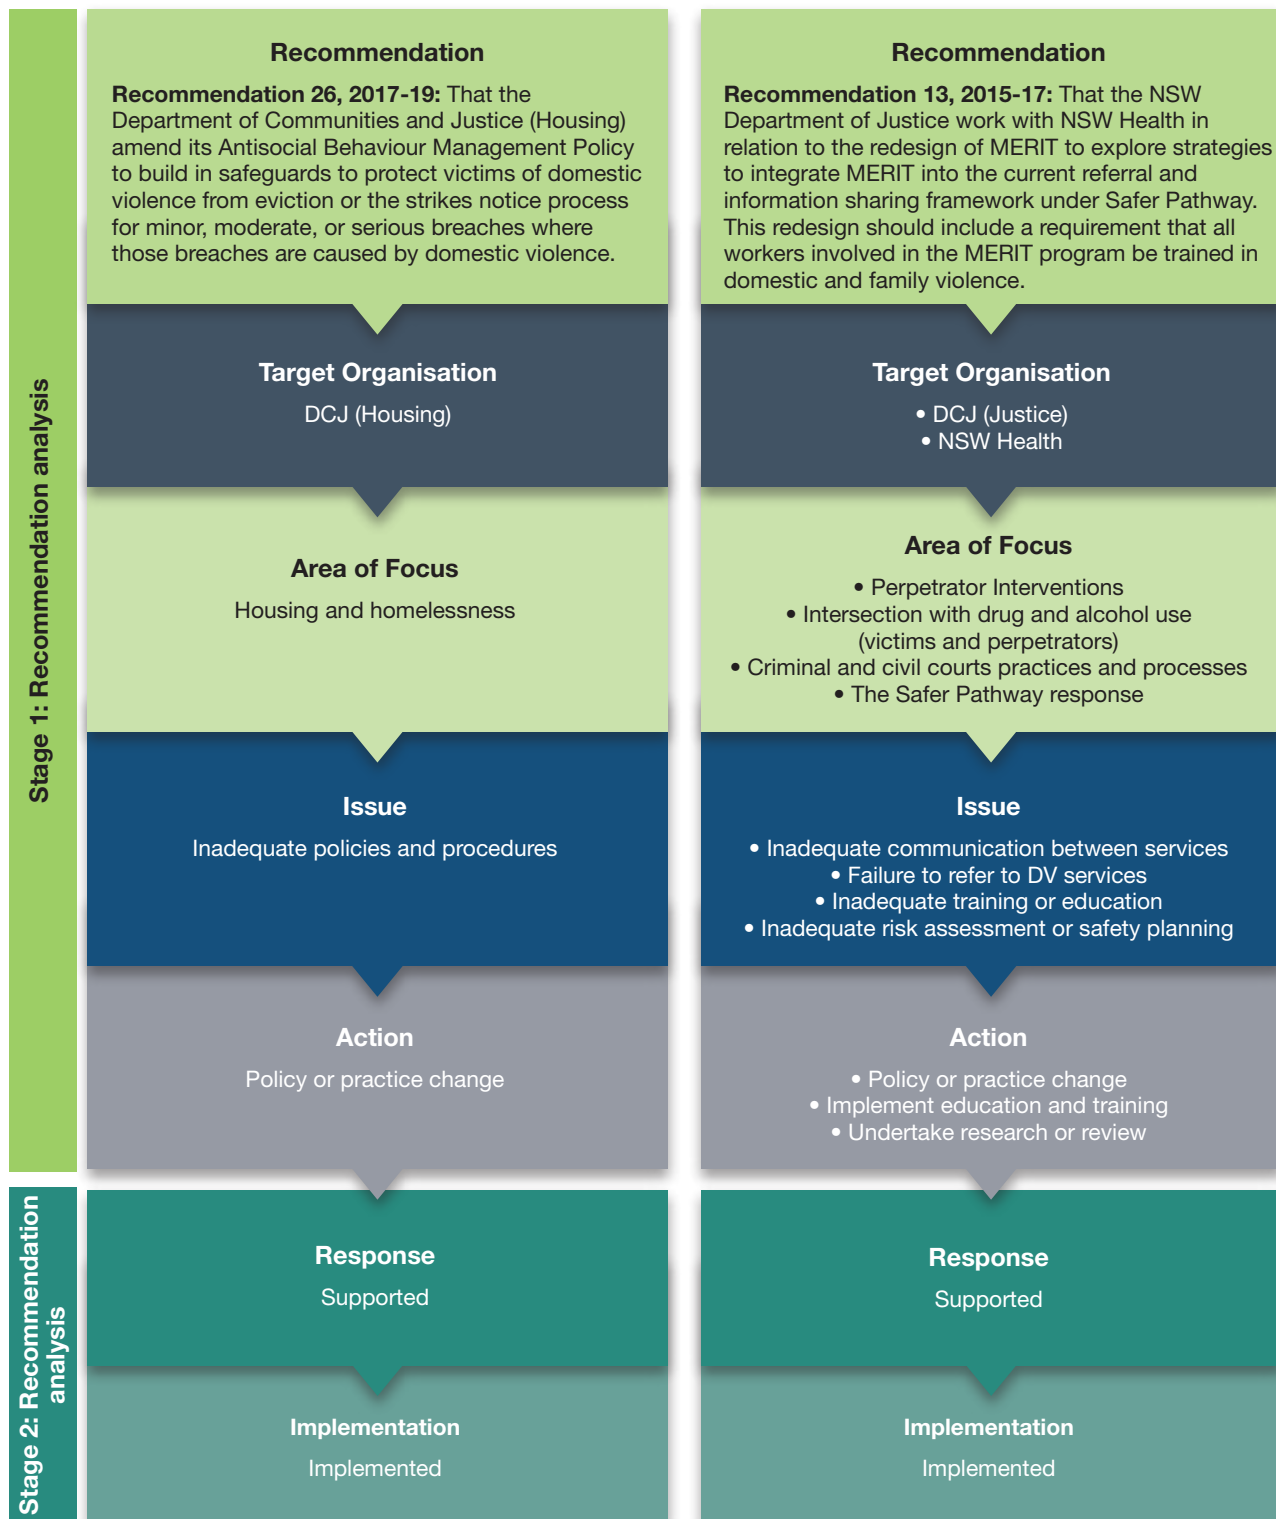 Stage 1: Recommendation analysis
Recommendation
Recommendation 26, 2017-19: That the
Department of Communities and Justice (Housing)
amend its Antisocial Behaviour Management Policy
to build in safeguards to protect victims of domestic
violence from eviction or the strikes notice process
for minor, moderate, or serious breaches where
those breaches are caused by domestic violence.
Target Organisation
DCJ (Housing)
Area of Focus
Housing and homelessness
Issue
Inadequate policies and procedures
Action
Policy or practice change
Recommendation
Recommendation 13, 2015-17: That the NSW
Department of Justice work with NSW Health in
relation to the redesign of MERIT to explore strategies
to integrate MERIT into the current referral and
information sharing framework under Safer Pathway.
This redesign should include a requirement that all
workers involved in the MERIT program be trained in
domestic and family violence.
Target Organisation
• DCJ (Justice)
• NSW Health
Area of Focus
• Perpetrator Interventions
• Intersection with drug and alcohol use
(victims and perpetrators)
• Criminal and civil courts practices and processes
• The Safer Pathway response
Issue
• Inadequate communication between services
• Failure to refer to DV services
• Inadequate training or education
• Inadequate risk assessment or safety planning
Action
• Policy or practice change
• Implement education and training
• Undertake research or review
Stage 2: Recommendation
analysis
Response
Supported
Implementation
Implemented
Response
Supported
Implementation
Implemented